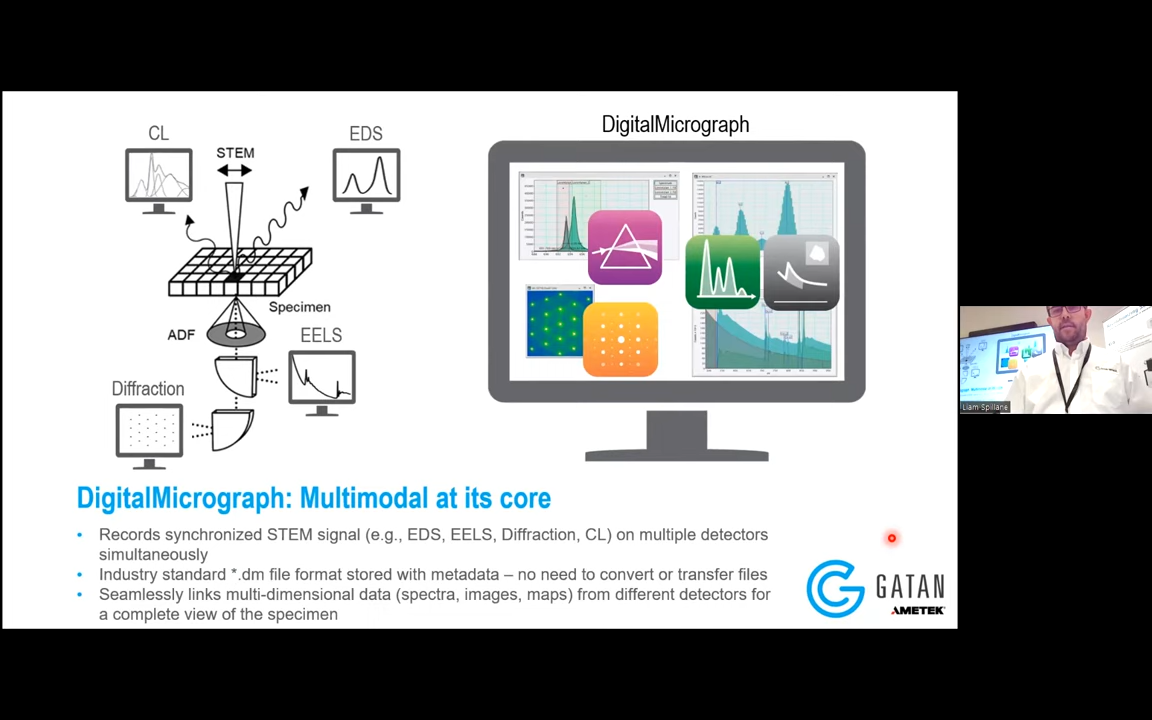 CL
STEM
EDS
DigitalMicrograph
Specimen
ADF
EELS
Diffraction
DigitalMicrograph: Multimodal at its core
• Records synchronized STEM signal (e.g., EDS, EELS, Diffraction, CL) on multiple detectors
simultaneously
• Industry standard *.dm file format stored with metadata – no need to convert or transfer files
• Seamlessly links multi-dimensional data (spectra, images, maps) from different detectors for
a complete view of the specimen
GATAN
AMETEK
Liam Spillane